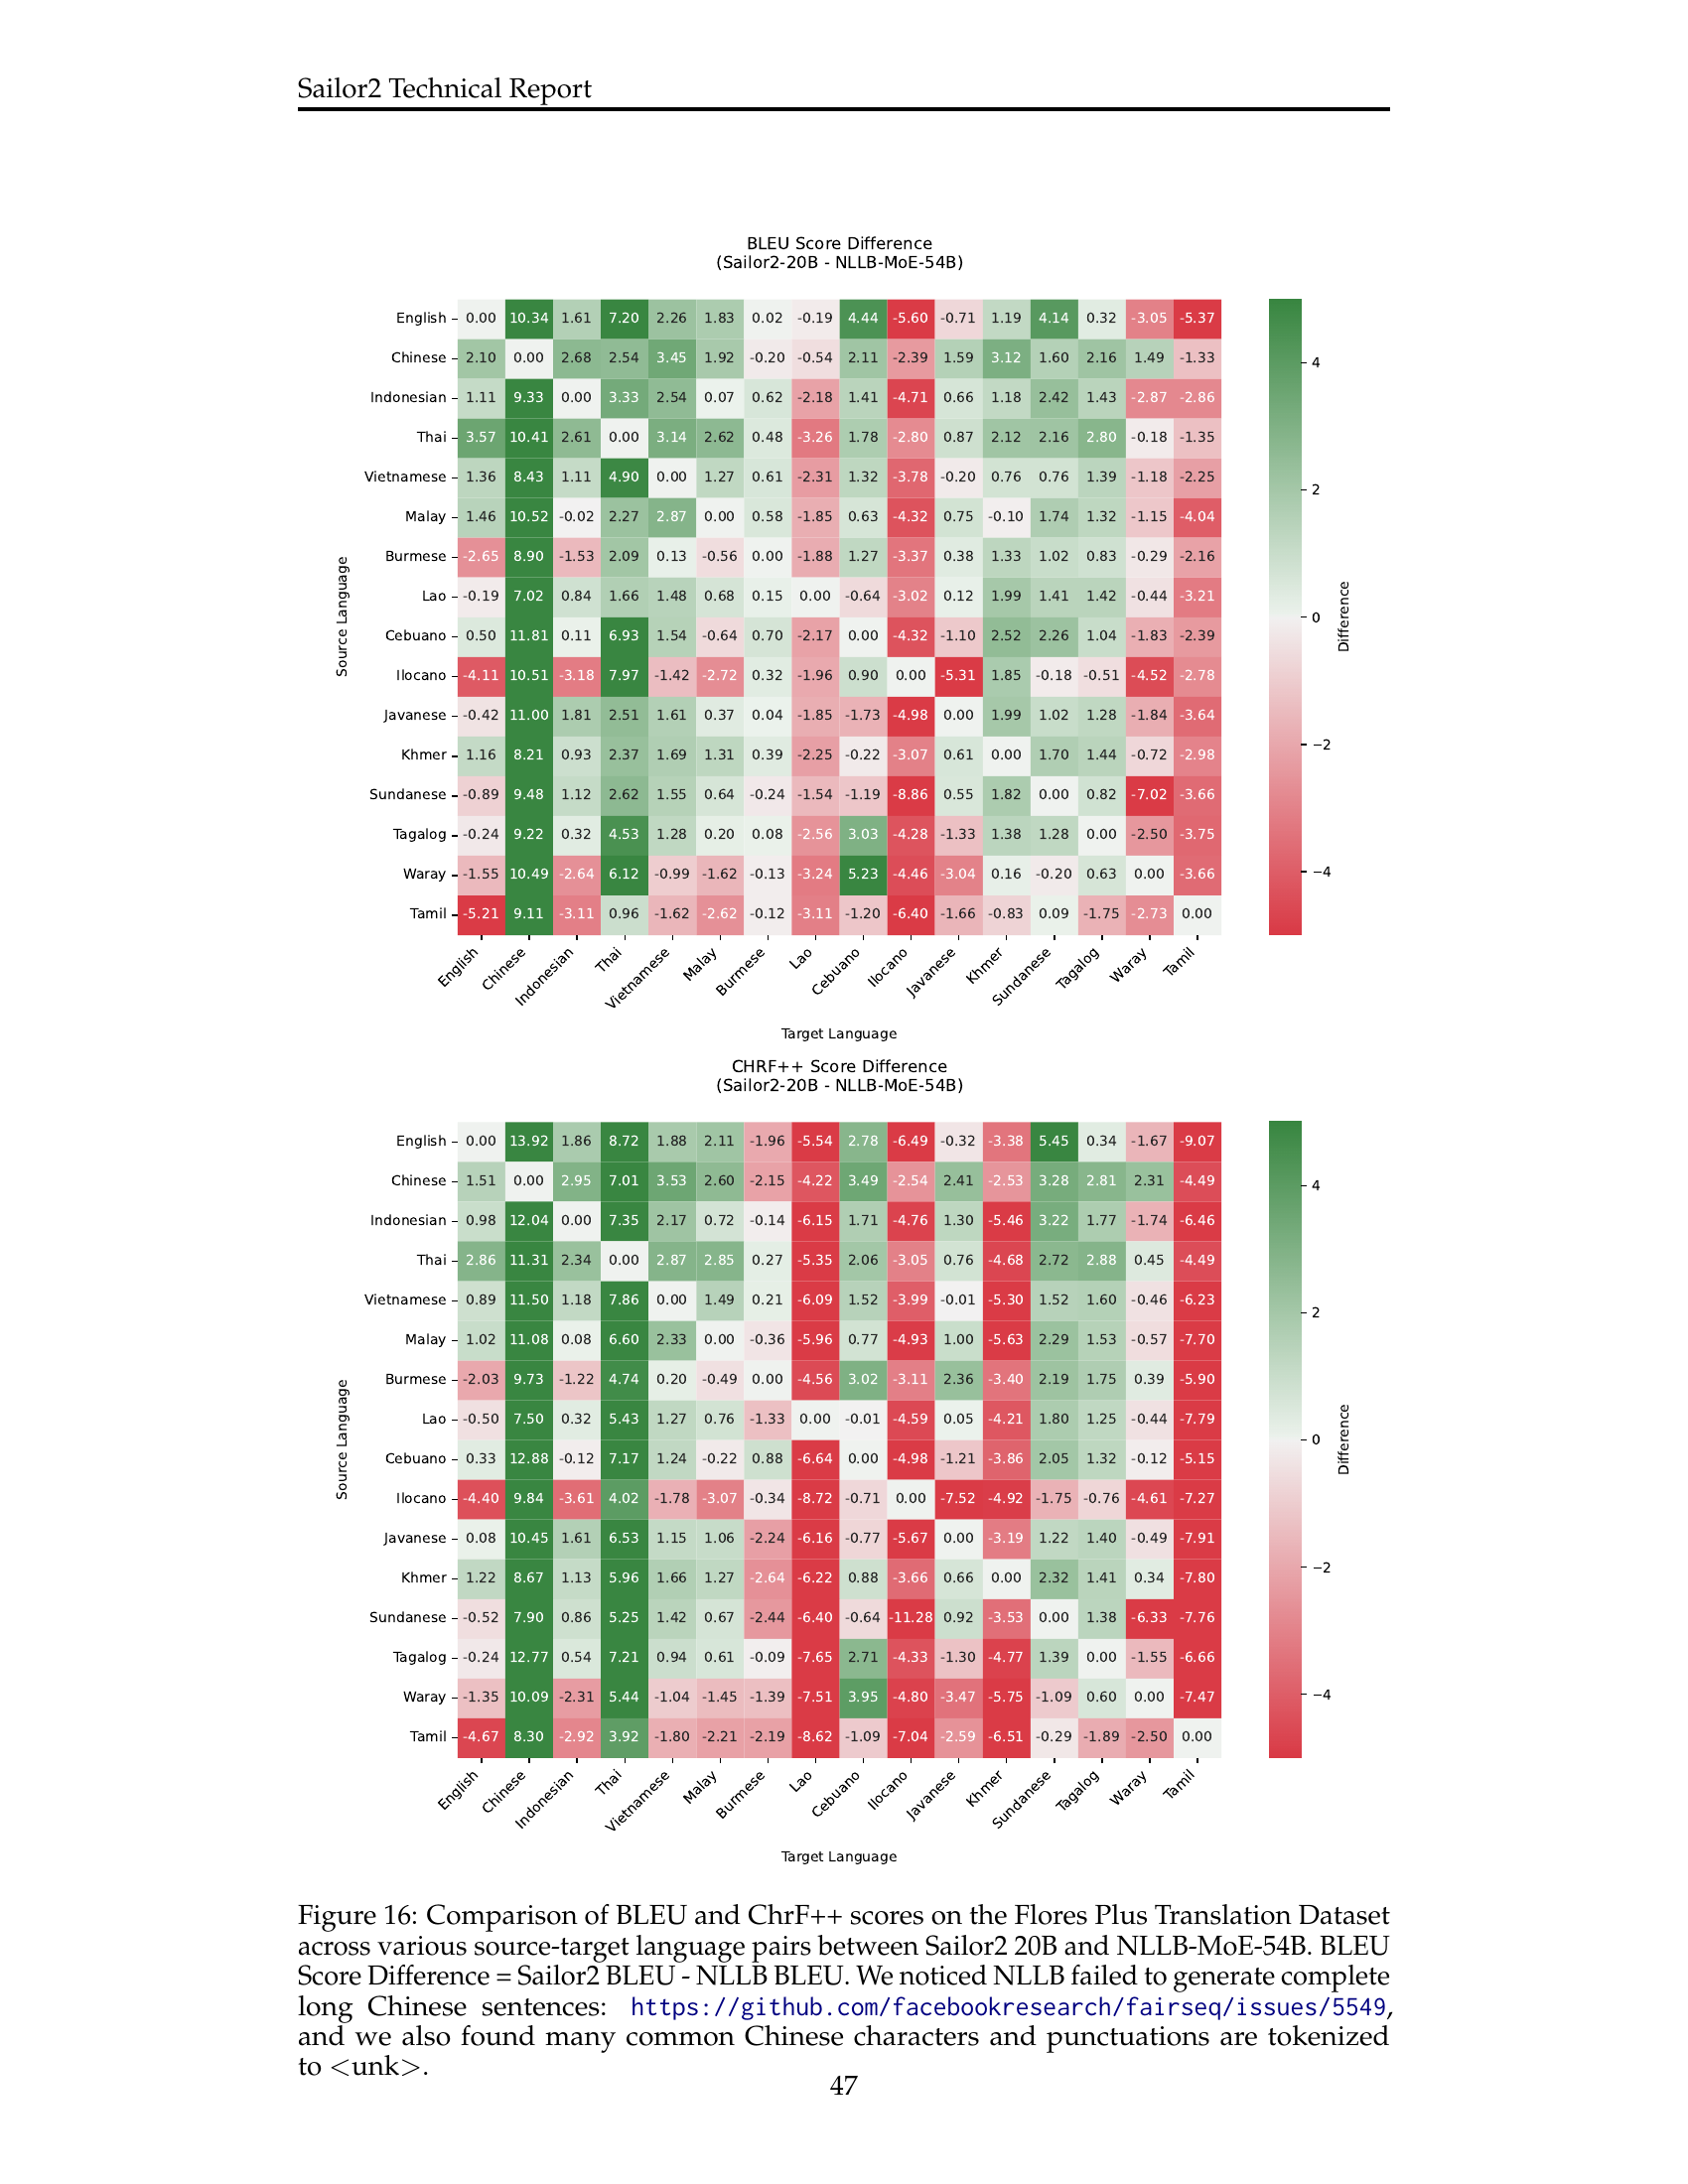 Sailor2 Technical Report
BLEU Score Difference
(Sailor2-20B - NLLB-MoE-54B)
English 0.00 10.34 1.61 7.20 2.26 1.83 0.02 -0.19 4.44 -5.60 -0.71 1.19 4.14 0.32 -3.05 -5.37
Chinese 2.10 0.00 2.68 2.54 3.45 1.92 -0.20 -0.54 2.11 -2.39 1.59 3.12 1.60 2.16 1.49 -1.33
Indonesian 1.11 9.33 0.00 3.33 2.54 0.07 0.62 -2.18 1.41 -4.71 0.66 1.18 2.42 1.43 -2.87 -2.86
Thai 3.57 10.41 2.61 0.00 3.14 2.62 0.48 -3.26 1.78 -2.80 0.87 2.12 2.16 2.80 -0.18 -1.35
Vietnamese 1.36 8.43 1.11 4.90 0.00 1.27 0.61 -2.31 1.32 -3.78 -0.20 0.76 0.76 1.39 -1.18 -2.25
Malay 1.46 10.52 -0.02 2.27 2.87 0.00 0.58 -1.85 0.63 -4.32 0.75 -0.10 1.74 1.32 -1.15 -4.04
Burmese -2.65 8.90 -1.53 2.09 0.13 -0.56 0.00 -1.88 1.27 -3.37 0.38 1.33 1.02 0.83 -0.29 -2.16
Lao -0.19 7.02 0.84 1.66 1.48 0.68 0.15 0.00 -0.64 -3.02 0.12 1.99 1.41 1.42 -0.44 -3.21
Cebuano 0.50 11.81 0.11 6.93 1.54 -0.64 0.70 -2.17 0.00 -4.32 -1.10 2.52 2.26 1.04 -1.83 -2.39
Ilocano -4.11 10.51 -3.18 7.97 -1.42 -2.72 0.32 -1.96 0.90 0.00 -5.31 1.85 -0.18 -0.51 -4.52 -2.78
Javanese -0.42 11.00 1.81 2.51 1.61 0.37 0.04 -1.85 -1.73 -4.98 0.00 1.99 1.02 1.28 -1.84 -3.64
Khmer 1.16 8.21 0.93 2.37 1.69 1.31 0.39 -2.25 -0.22 -3.07 0.61 0.00 1.70 1.44 -0.72 -2.98
Sundanese -0.89 9.48 1.12 2.62 1.55 0.64 -0.24 -1.54 -1.19 -8.86 0.55 1.82 0.00 0.82 -7.02 -3.66
Tagalog -0.24 9.22 0.32 4.53 1.28 0.20 0.08 -2.56 3.03 -4.28 -1.33 1.38 1.28 0.00 -2.50 -3.75
Waray -1.55 10.49 -2.64 6.12 -0.99 -1.62 -0.13 -3.24 5.23 -4.46 -3.04 0.16 -0.20 0.63 0.00 -3.66
Tamil -5.21 9.11 -3.11 0.96 -1.62 -2.62 -0.12 -3.11 -1.20 -6.40 -1.66 -0.83 0.09 -1.75 -2.73 0.00
English Chinese Indonesian Thai Vietnamese Malay Burmese Lao Cebuano Ilocano Javanese Khmer Sundanese Tagalog Waray Tamil
Source Language
Target Language
4
2
0
−2
−4
Difference
CHRF++ Score Difference
(Sailor2-20B - NLLB-MoE-54B)
English 0.00 13.92 1.86 8.72 1.88 2.11 -1.96 -5.54 2.78 -6.49 -0.32 -3.38 5.45 0.34 -1.67 -9.07
Chinese 1.51 0.00 2.95 7.01 3.53 2.60 -2.15 -4.22 3.49 -2.54 2.41 -2.53 3.28 2.81 2.31 -4.49
Indonesian 0.98 12.04 0.00 7.35 2.17 0.72 -0.14 -6.15 1.71 -4.76 1.30 -5.46 3.22 1.77 -1.74 -6.46
Thai 2.86 11.31 2.34 0.00 2.87 2.85 0.27 -5.35 2.06 -3.05 0.76 -4.68 2.72 2.88 0.45 -4.49
Vietnamese 0.89 11.50 1.18 7.86 0.00 1.49 0.21 -6.09 1.52 -3.99 -0.01 -5.30 1.52 1.60 -0.46 -6.23
Malay 1.02 11.08 0.08 6.60 2.33 0.00 -0.36 -5.96 0.77 -4.93 1.00 -5.63 2.29 1.53 -0.57 -7.70
Burmese -2.03 9.73 -1.22 4.74 0.20 -0.49 0.00 -4.56 3.02 -3.11 2.36 -3.40 2.19 1.75 0.39 -5.90
Lao -0.50 7.50 0.32 5.43 1.27 0.76 -1.33 0.00 -0.01 -4.59 0.05 -4.21 1.80 1.25 -0.44 -7.79
Cebuano 0.33 12.88 -0.12 7.17 1.24 -0.22 0.88 -6.64 0.00 -4.98 -1.21 -3.86 2.05 1.32 -0.12 -5.15
Ilocano -4.40 9.84 -3.61 4.02 -1.78 -3.07 -0.34 -8.72 -0.71 0.00 -7.52 -4.92 -1.75 -0.76 -4.61 -7.27
Javanese 0.08 10.45 1.61 6.53 1.15 1.06 -2.24 -6.16 -0.77 -5.67 0.00 -3.19 1.22 1.40 -0.49 -7.91
Khmer 1.22 8.67 1.13 5.96 1.66 1.27 -2.64 -6.22 0.88 -3.66 0.66 0.00 2.32 1.41 0.34 -7.80
Sundanese -0.52 7.90 0.86 5.25 1.42 0.67 -2.44 -6.40 -0.64 -11.28 0.92 -3.53 0.00 1.38 -6.33 -7.76
Tagalog -0.24 12.77 0.54 7.21 0.94 0.61 -0.09 -7.65 2.71 -4.33 -1.30 -4.77 1.39 0.00 -1.55 -6.66
Waray -1.35 10.09 -2.31 5.44 -1.04 -1.45 -1.39 -7.51 3.95 -4.80 -3.47 -5.75 -1.09 0.60 0.00 -7.47
Tamil -4.67 8.30 -2.92 3.92 -1.80 -2.21 -2.19 -8.62 -1.09 -7.04 -2.59 -6.51 -0.29 -1.89 -2.50 0.00
English Chinese Indonesian Thai Vietnamese Malay Burmese Lao Cebuano Ilocano Javanese Khmer Sundanese Tagalog Waray Tamil
Source Language
Target Language
4
2
0
−2
−4
Difference
Figure 16: Comparison of BLEU and ChrF++ scores on the Flores Plus Translation Dataset
across various source-target language pairs between Sailor2 20B and NLLB-MoE-54B. BLEU
Score Difference = Sailor2 BLEU - NLLB BLEU. We noticed NLLB failed to generate complete
long Chinese sentences: https://github.com/facebookresearch/fairseq/issues/5549,
and we also found many common Chinese characters and punctuations are tokenized
to <unk>.
47